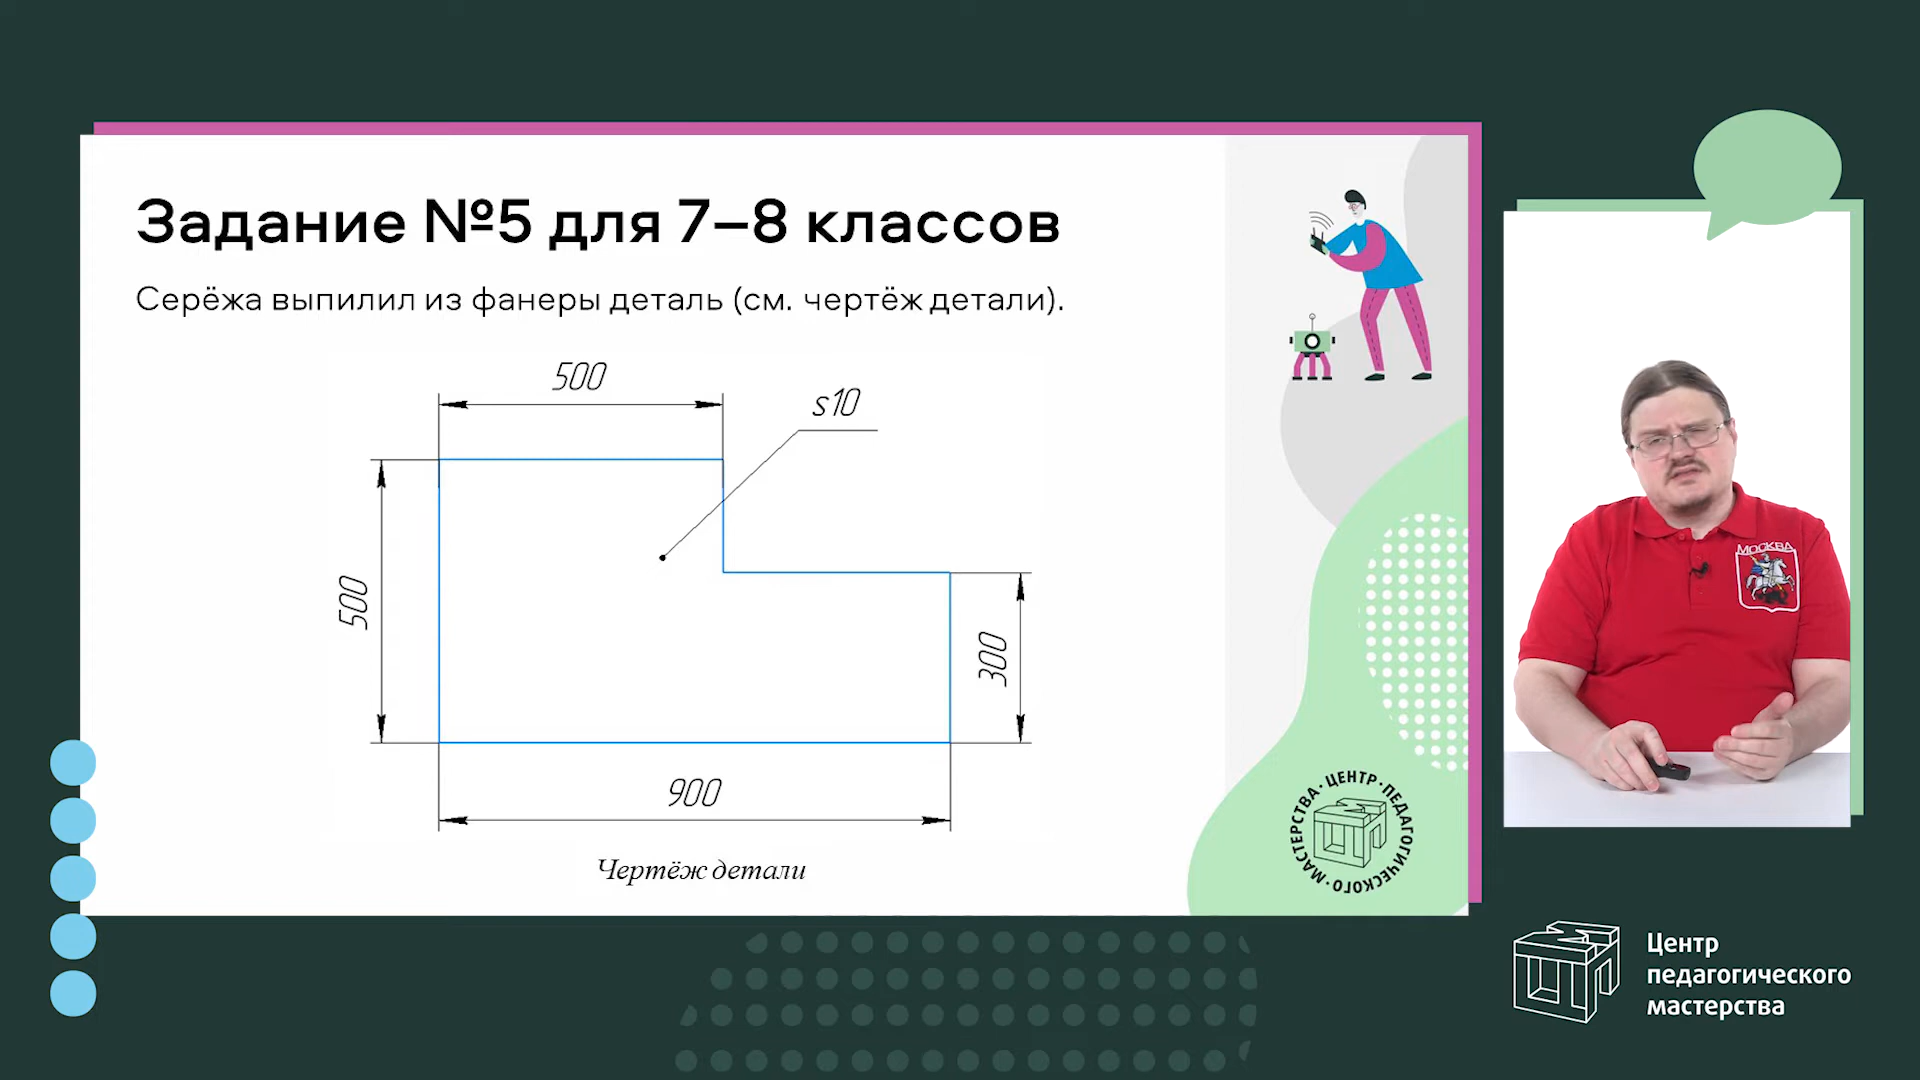 Задание №5 для 7–8 классов
Серёжа выпилил из фанеры деталь (см. чертёж детали).
500
s10
500
300
900
Чертёж детали
ЦЕНТР · ПЕДАГОГИЧЕСКОГО · МАСТЕРСТВА ·
МОСКВА
Центр
педагогического
мастерства